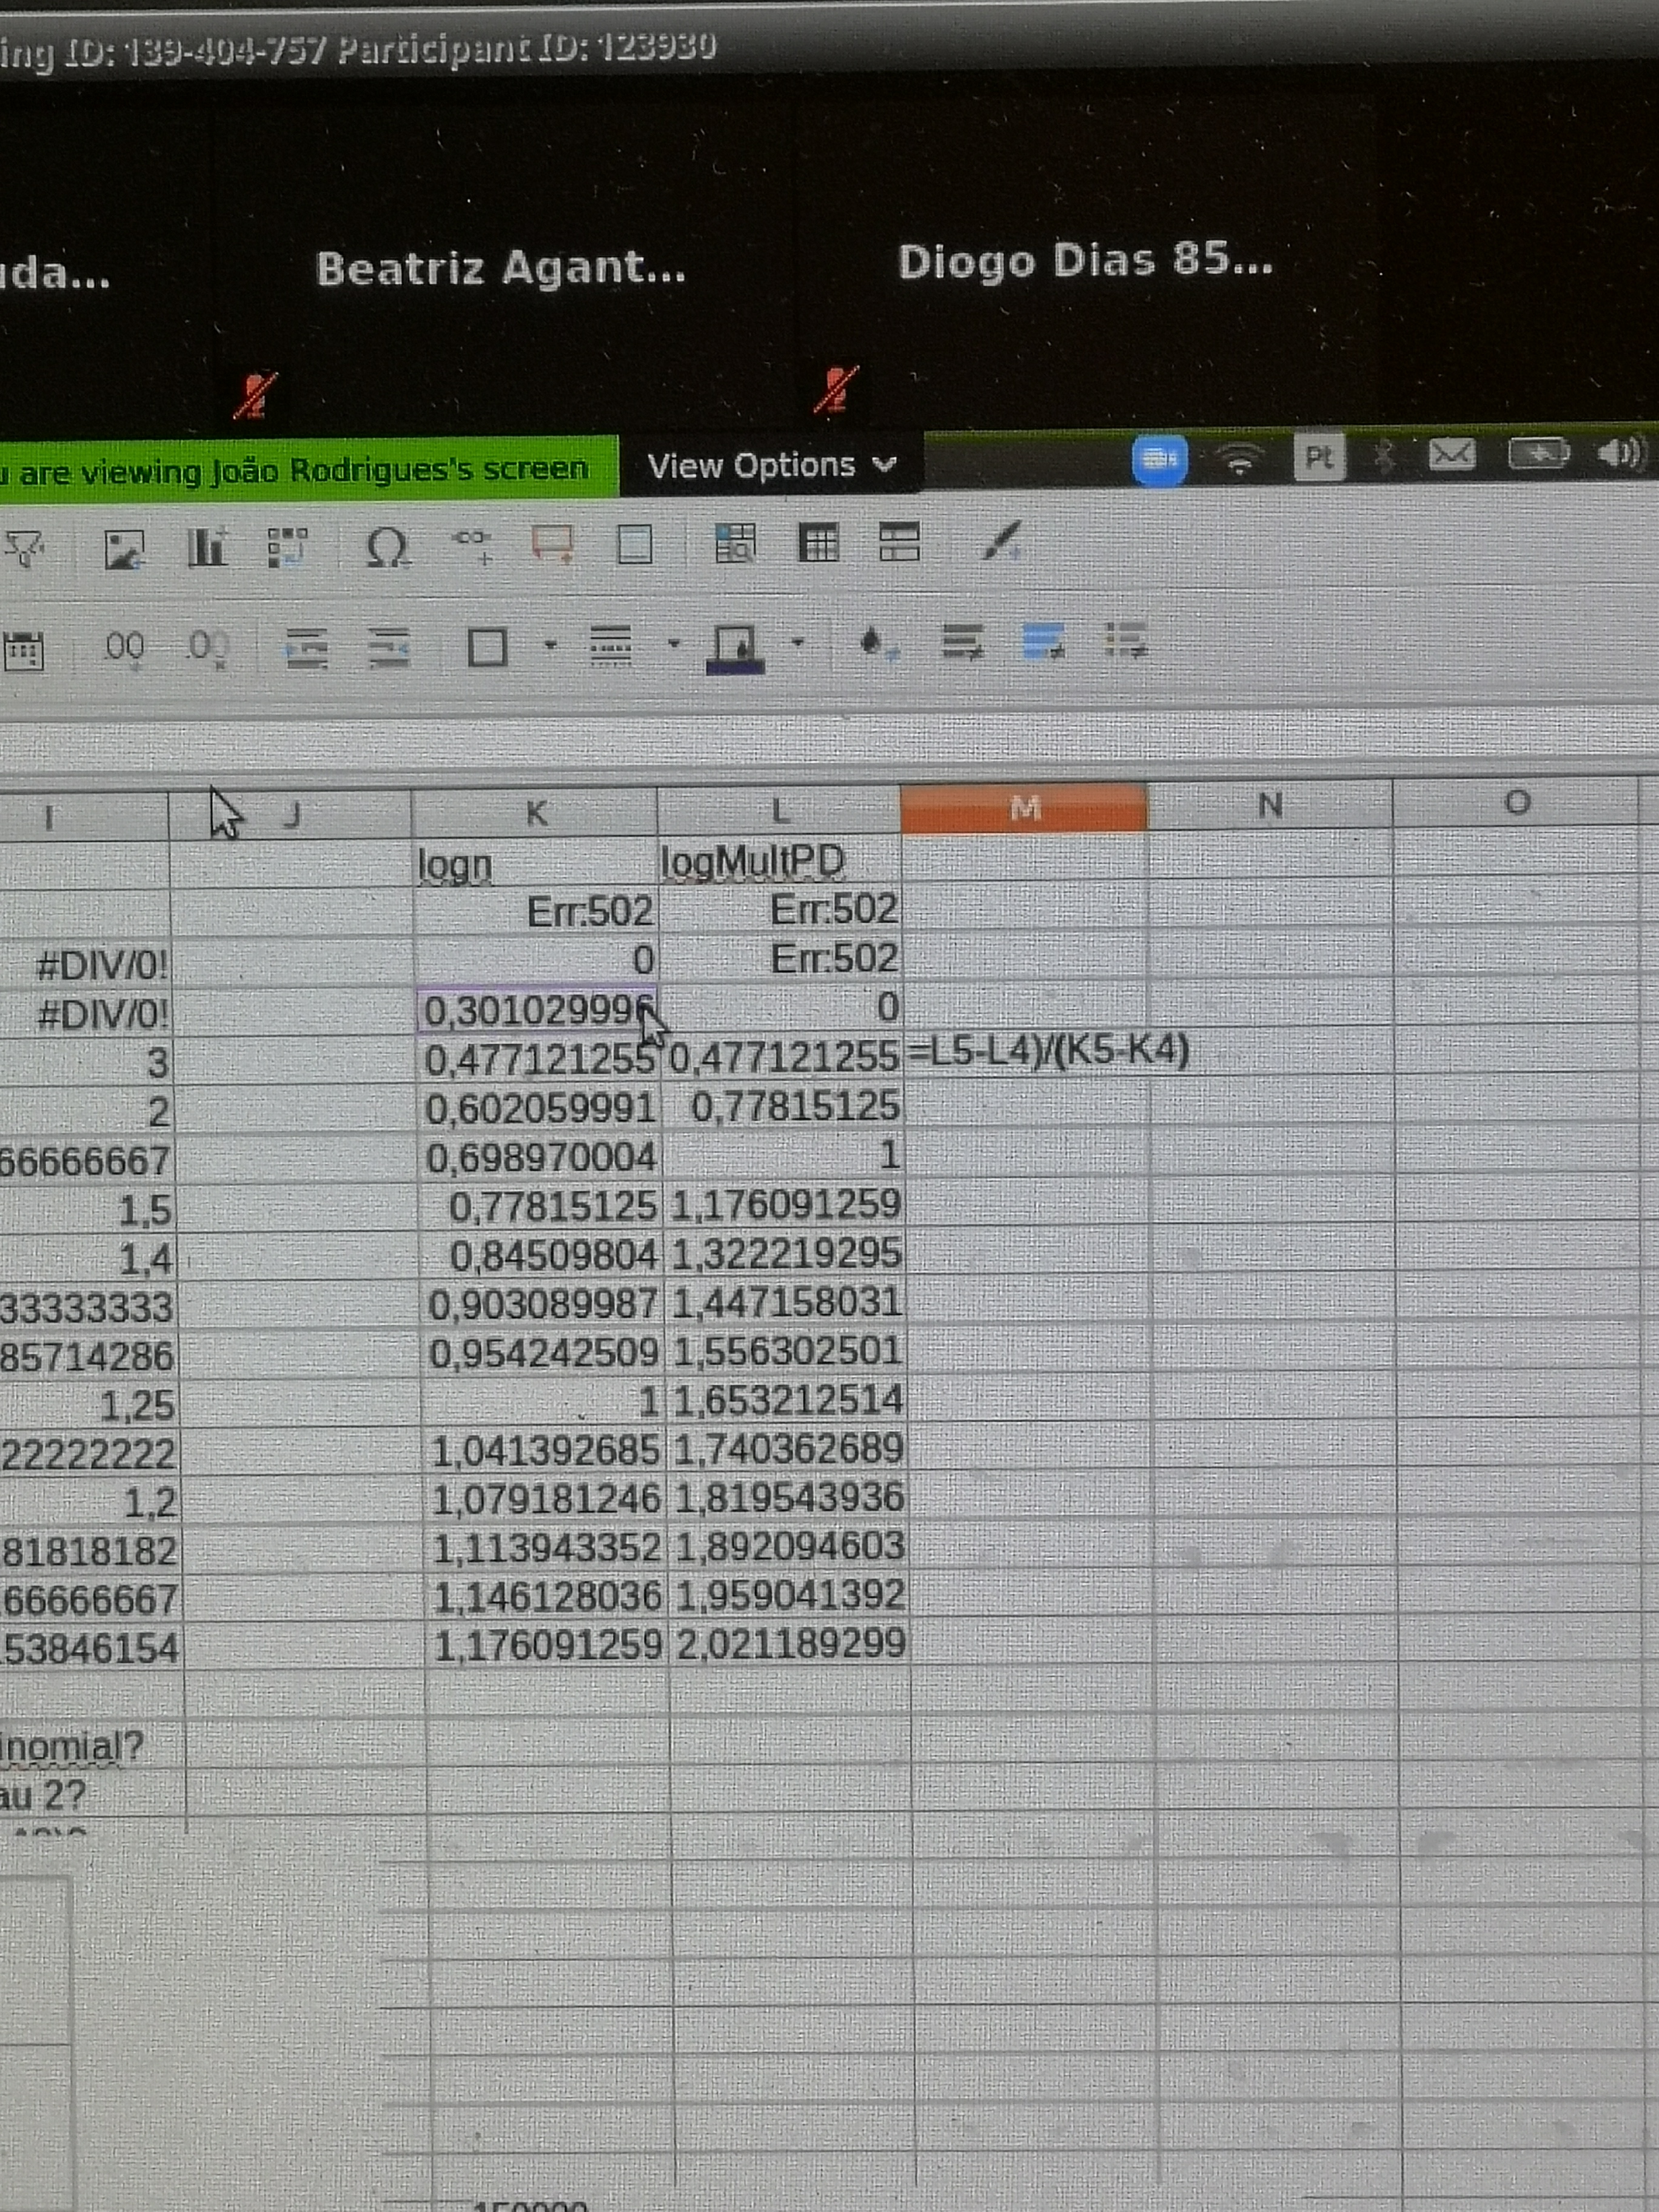 ing ID: 139-404-757 Participant ID: 123930
uda...
Beatriz Agant...
Diogo Dias 85...
u are viewing João Rodrigues's screen
View Options
Pt
I J K L M N O
logn logMultPD
Err:502 Err:502
#DIV/0! 0 Err:502
#DIV/0! 0,301029996 0
3 0,477121255 0,477121255 =L5-L4)/(K5-K4)
2 0,602059991 0,77815125
66666667 0,698970004 1
1,5 0,77815125 1,176091259
1,4 0,84509804 1,322219295
33333333 0,903089987 1,447158031
85714286 0,954242509 1,556302501
1,25 1 1,653212514
22222222 1,041392685 1,740362689
1,2 1,079181246 1,819543936
81818182 1,113943352 1,892094603
66666667 1,146128036 1,959041392
53846154 1,176091259 2,021189299
inomial?
au 2?